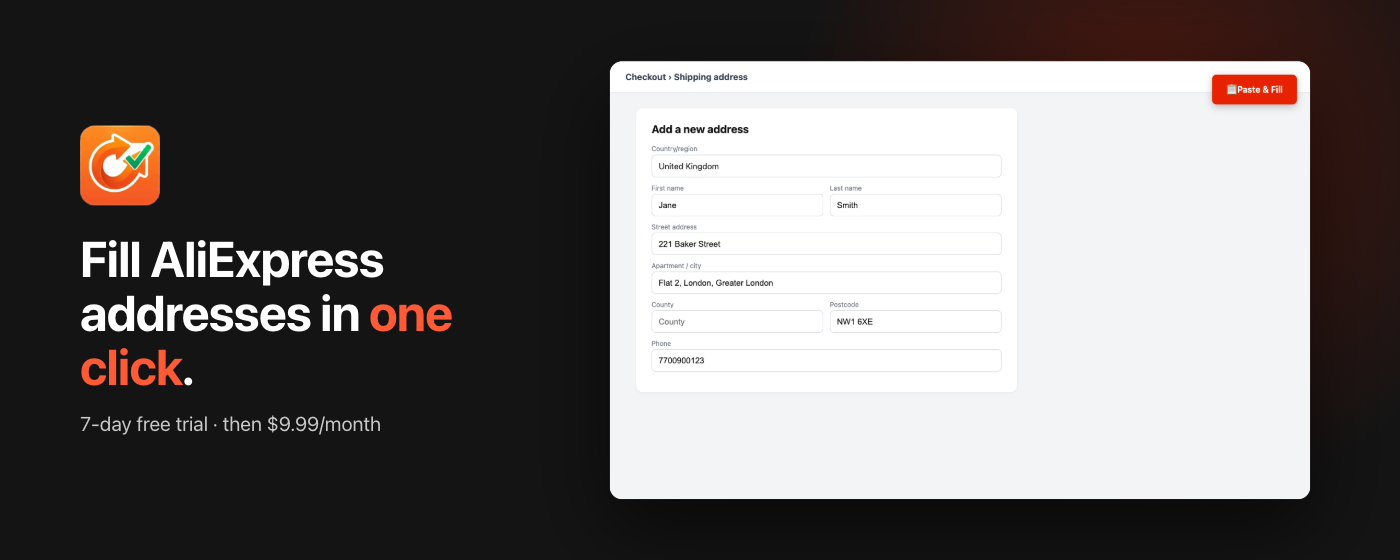 Fill AliExpress
addresses in one
click.
7-day free trial · then $9.99/month
Checkout › Shipping address
Paste & Fill
Add a new address
Country/region
United Kingdom
First name
Last name
Jane
Smith
Street address
221 Baker Street
Apartment / city
Flat 2, London, Greater London
County
Postcode
County
NW1 6XE
Phone
7700900123